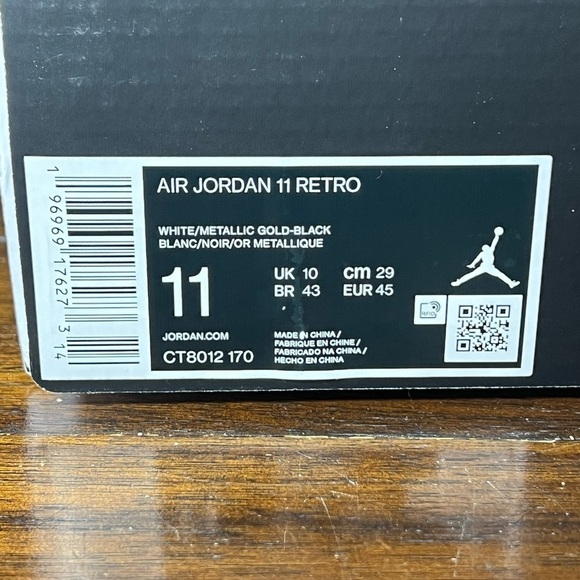 AIR JORDAN 11 RETRO
WHITE/METALLIC GOLD-BLACK
BLANC/NOIR/OR METALLIQUE
11
UK 10 cm 29
BR 43 EUR 45
JORDAN.COM
CT8012 170
MADE IN CHINA/
FABRIQUE EN CHINE/
FABRICADO NA CHINA/
HECHO EN CHINA
RFID
1 96969 17627 3 14